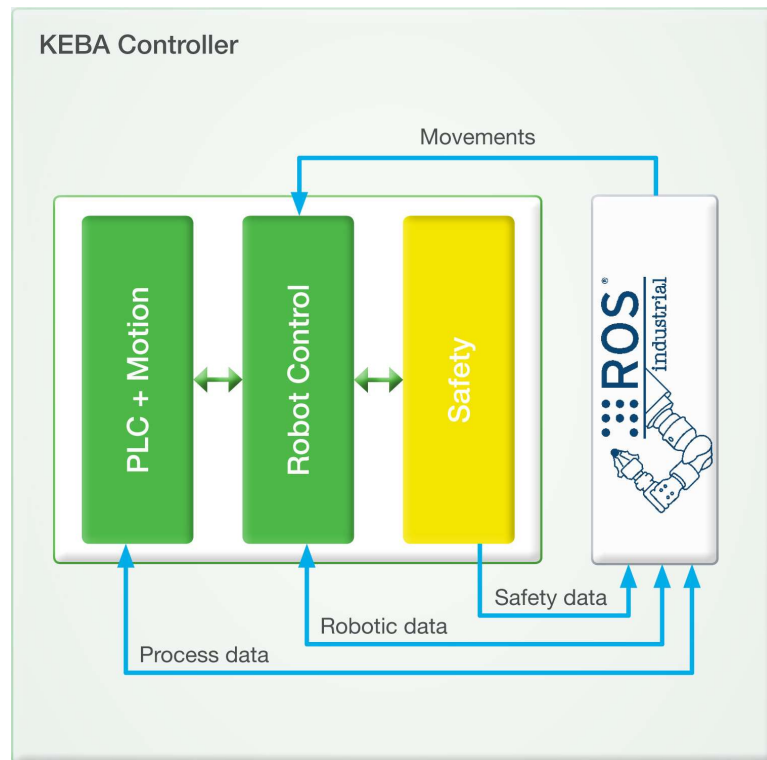 KEBA Controller
Movements
PLC + Motion
Robot Control
Safety
ROS®
industrial
Safety data
Robotic data
Process data